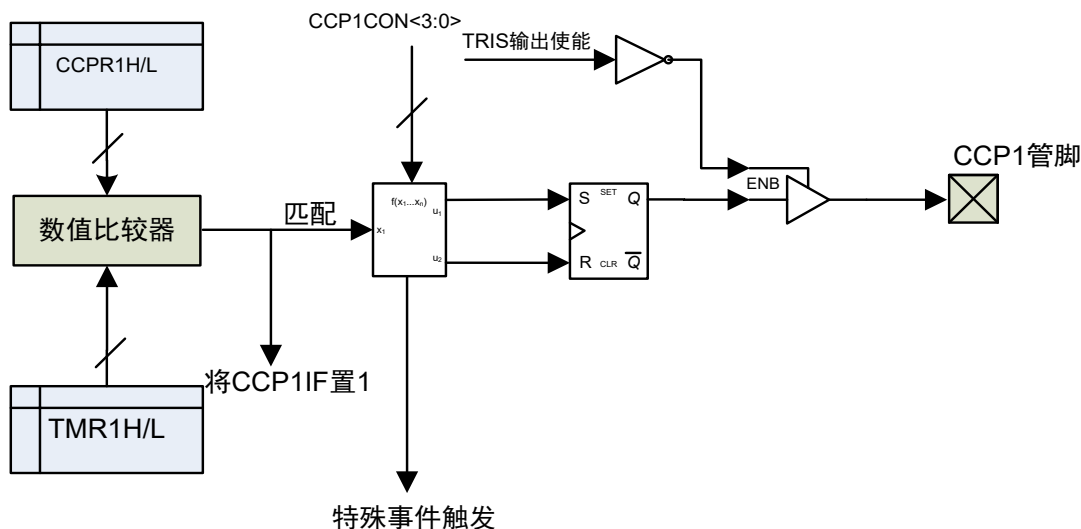 CCP1CON<3:0>
TRIS输出使能
CCPR1H/L
CCP1管脚
ENB
f(x1...xn)
u1
x1
u2
S SET Q
R CLR Q
数值比较器
匹配
将CCP1IF置1
TMR1H/L
特殊事件触发